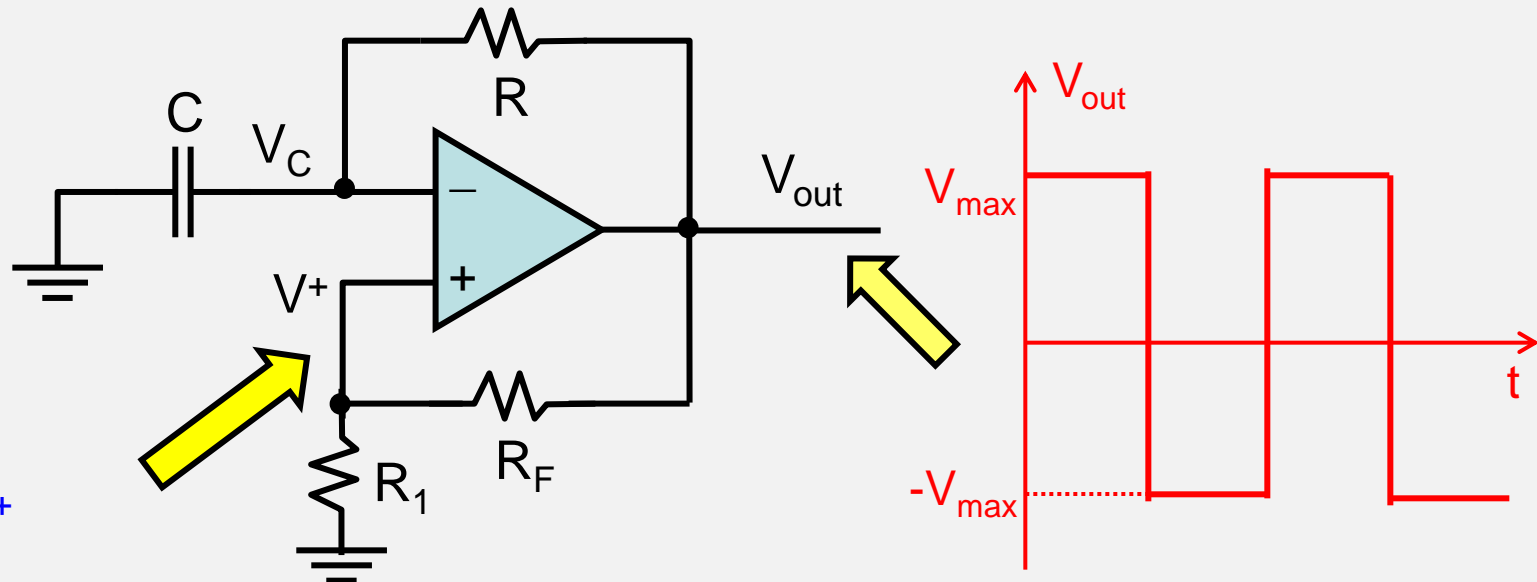 R
C
V_C
−
V_out
V^+
+
R_F
R_1
+
V_out
V_max
t
-V_max